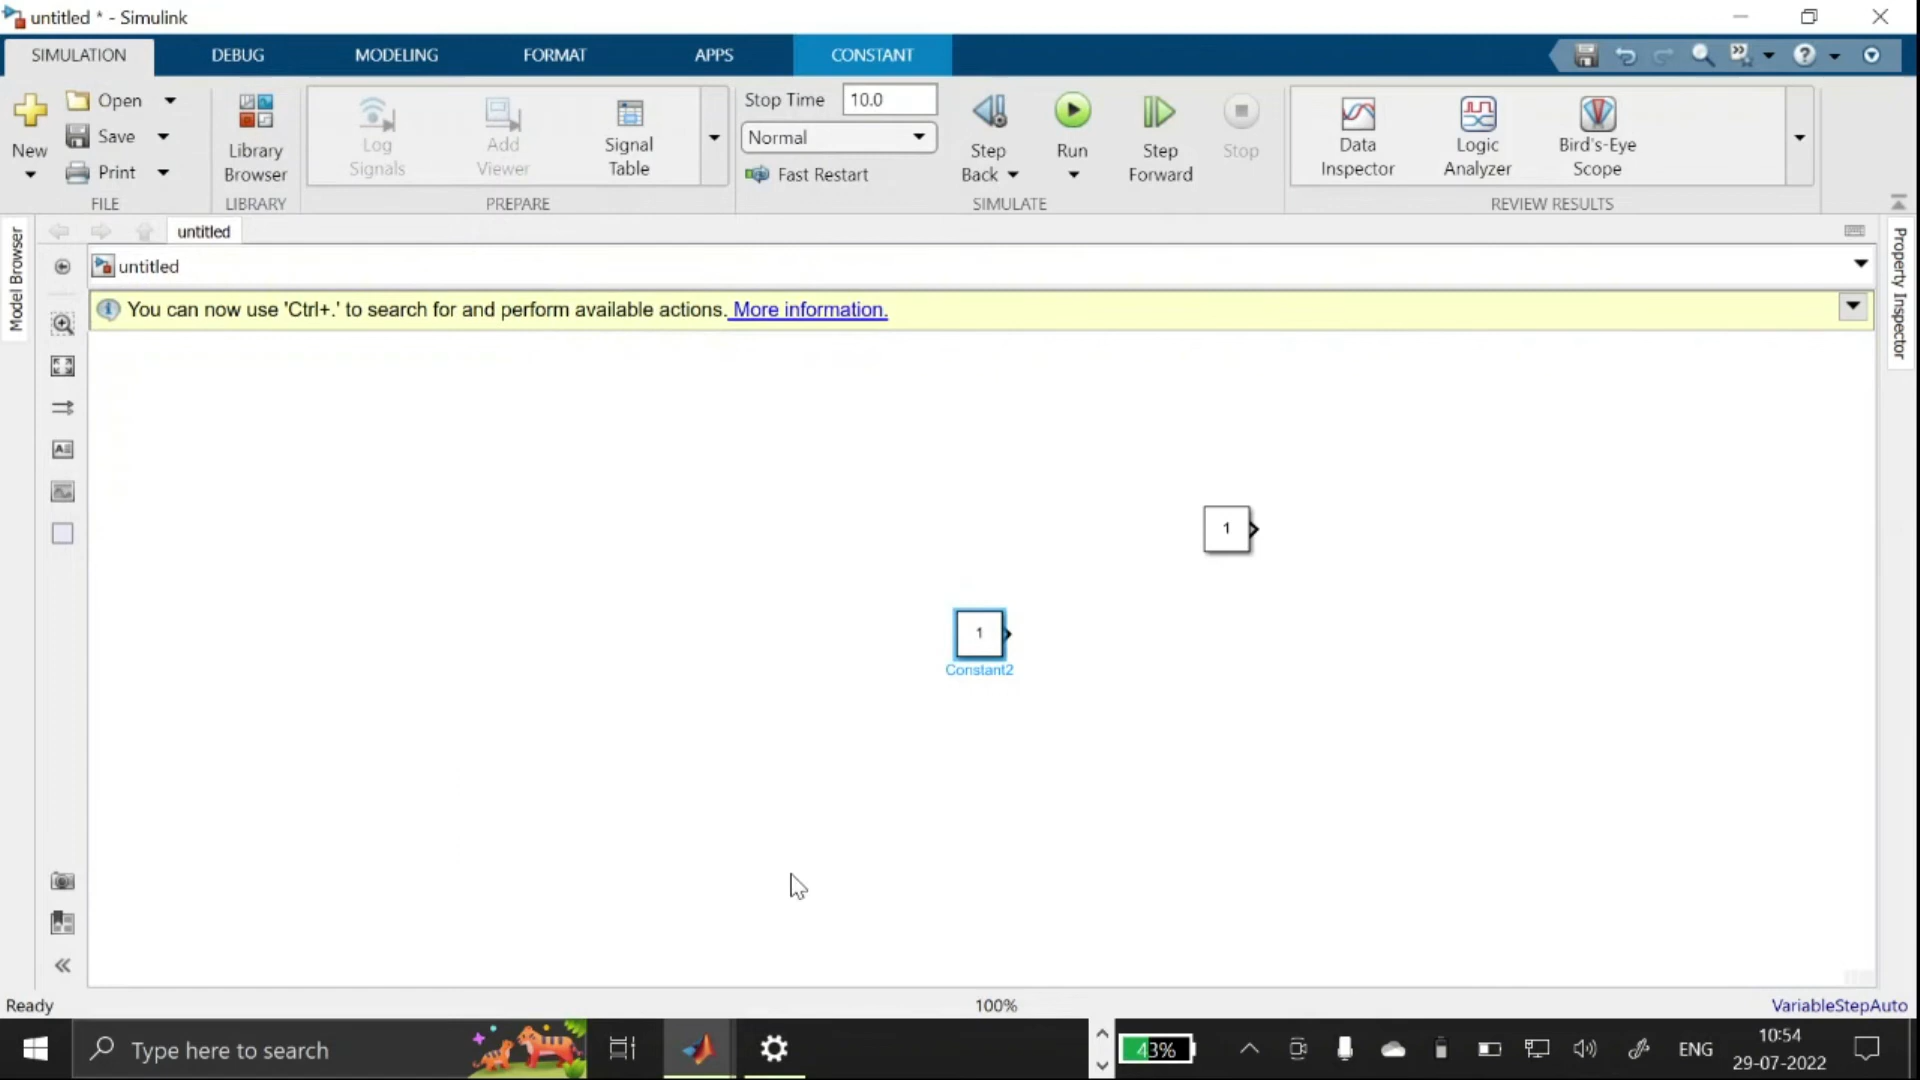 untitled * - Simulink
SIMULATION DEBUG MODELING FORMAT APPS CONSTANT
New
Open
Save
Print
FILE
Library Browser
LIBRARY
Log Signals
Add Viewer
Signal Table
PREPARE
Stop Time 10.0
Normal
Fast Restart
Step Back
Run
Step Forward
Stop
SIMULATE
Data Inspector
Logic Analyzer
Bird's-Eye Scope
REVIEW RESULTS
Model Browser
untitled
untitled
Property Inspector
You can now use 'Ctrl+.' to search for and perform available actions. More information.
1
1
Constant2
Ready 100% VariableStepAuto
Type here to search
43%
ENG
10:54
29-07-2022